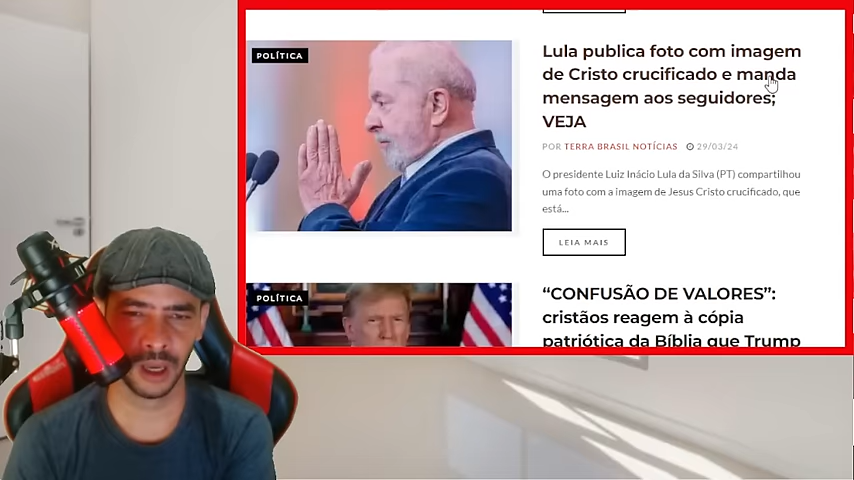 POLÍTICA
Lula publica foto com imagem
de Cristo crucificado e manda
mensagem aos seguidores;
VEJA
POR TERRA BRASIL NOTÍCIAS 29/03/24
O presidente Luiz Inácio Lula da Silva (PT) compartilhou
uma foto com a imagem de Jesus Cristo crucificado, que
está...
LEIA MAIS
POLÍTICA
“CONFUSÃO DE VALORES”:
cristãos reagem à cópia
patriótica da Bíblia que Trump